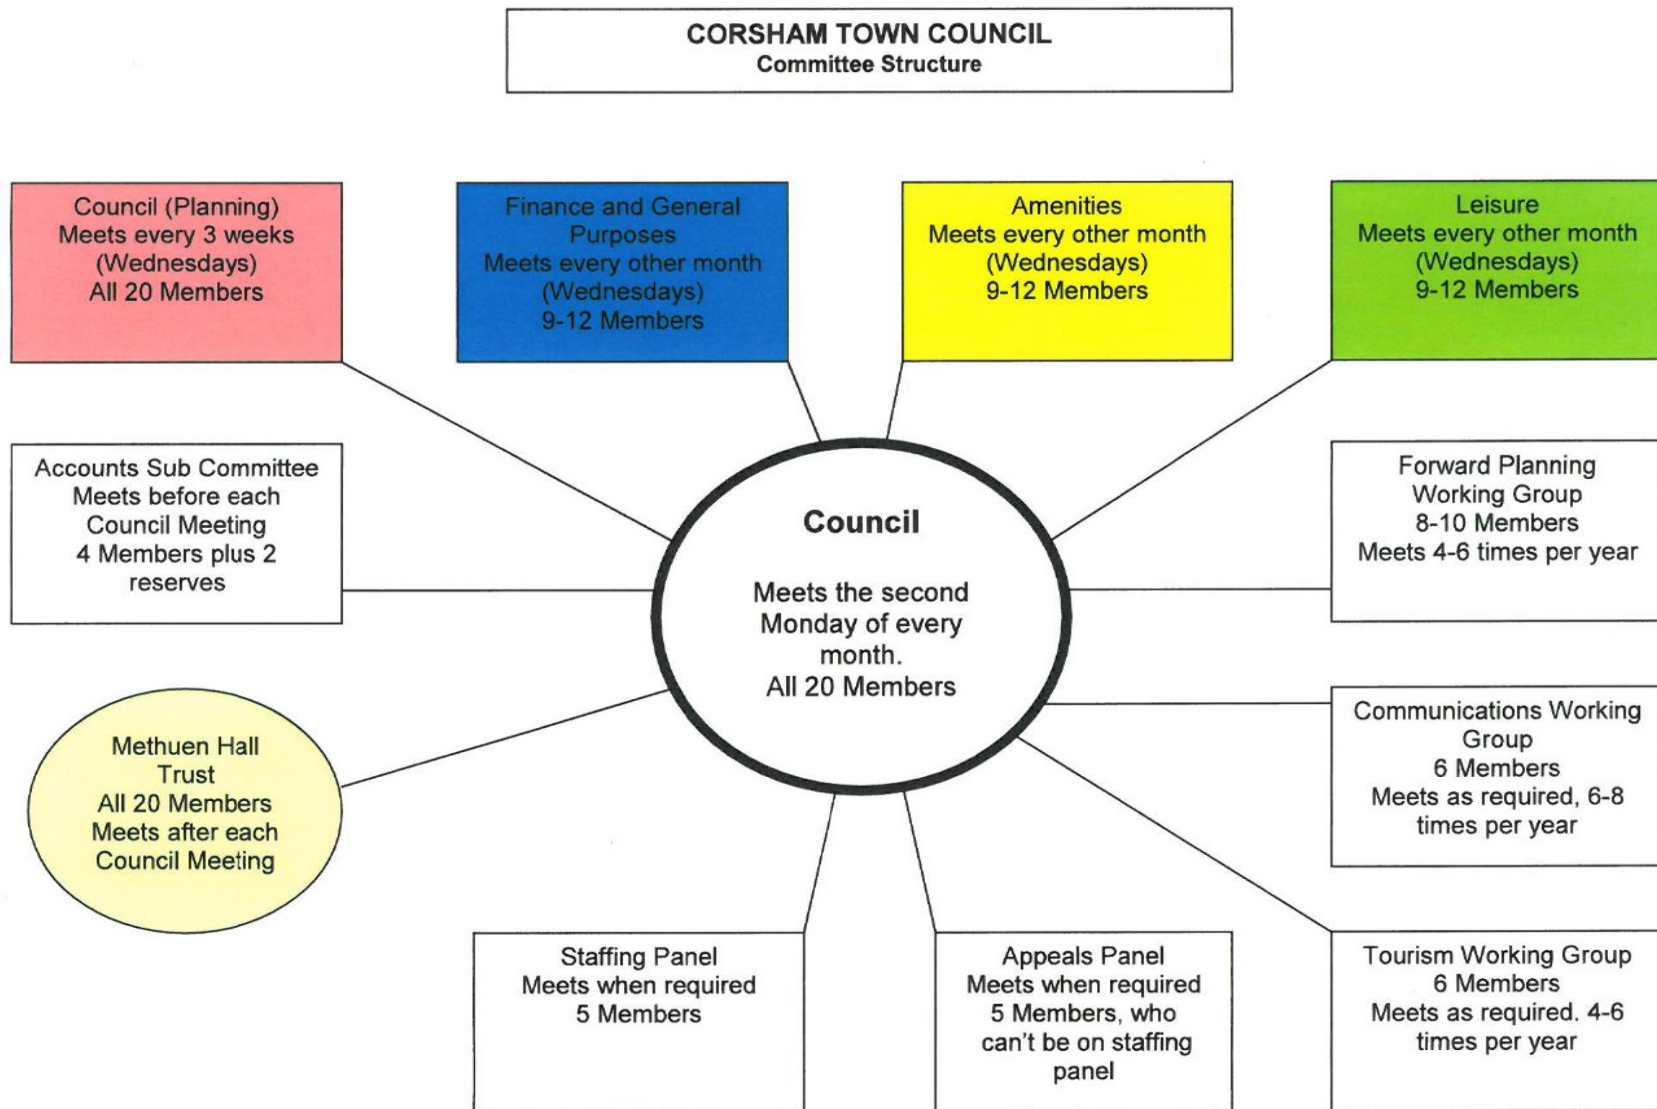 CORSHAM TOWN COUNCIL
Committee Structure
Council (Planning)
Meets every 3 weeks
(Wednesdays)
All 20 Members
Finance and General
Purposes
Meets every other month
(Wednesdays)
9-12 Members
Amenities
Meets every other month
(Wednesdays)
9-12 Members
Leisure
Meets every other month
(Wednesdays)
9-12 Members
Accounts Sub Committee
Meets before each
Council Meeting
4 Members plus 2
reserves
Council
Meets the second
Monday of every
month.
All 20 Members
Forward Planning
Working Group
8-10 Members
Meets 4-6 times per year
Methuen Hall
Trust
All 20 Members
Meets after each
Council Meeting
Communications Working
Group
6 Members
Meets as required, 6-8
times per year
Staffing Panel
Meets when required
5 Members
Appeals Panel
Meets when required
5 Members, who
can't be on staffing
panel
Tourism Working Group
6 Members
Meets as required. 4-6
times per year